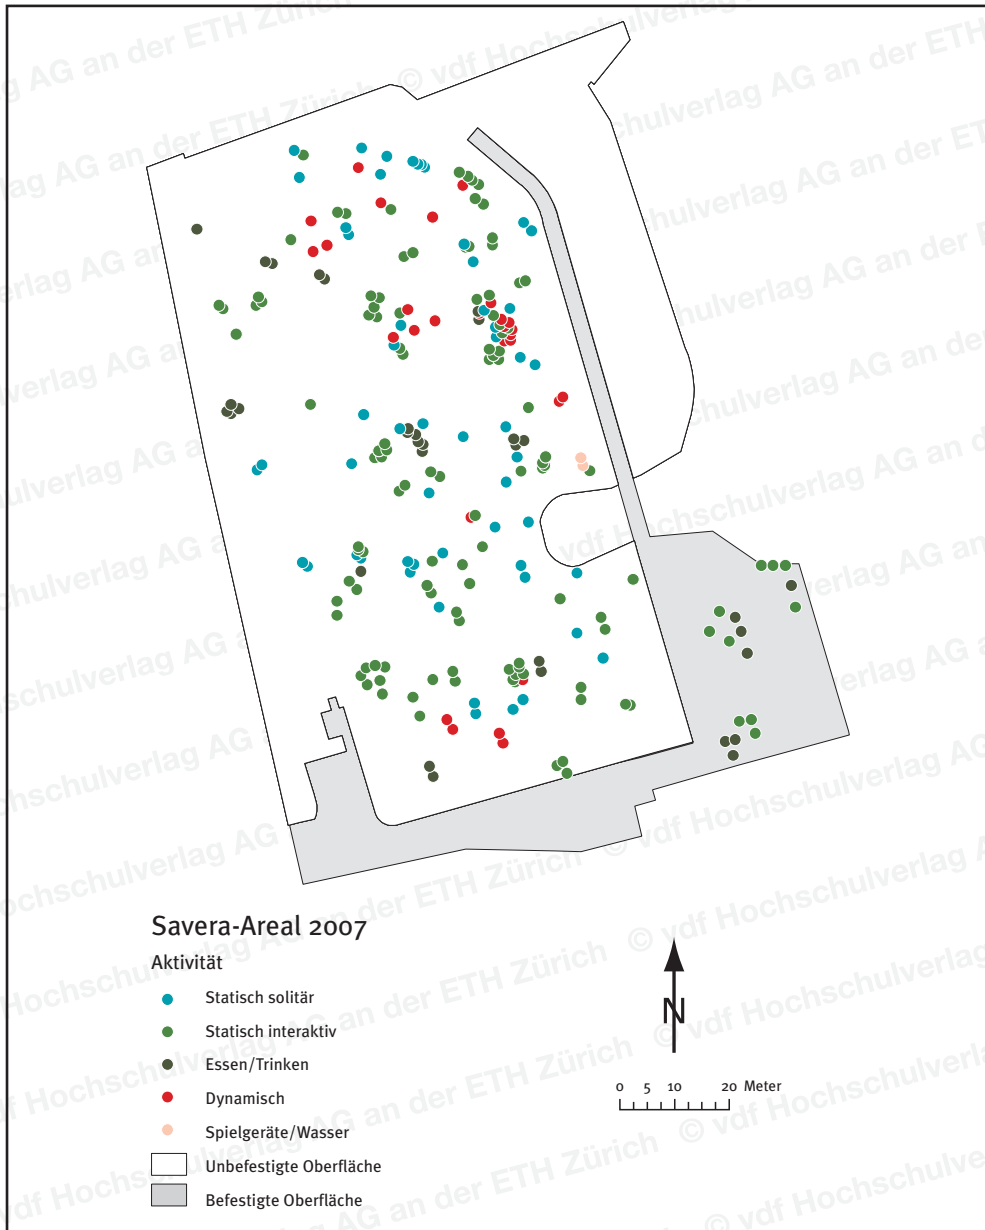 Savera-Areal 2007
Aktivität
Statisch solitär
Statisch interaktiv
Essen/Trinken
Dynamisch
Spielgeräte/Wasser
Unbefestigte Oberfläche
Befestigte Oberfläche
N
0 5 10 20 Meter
© vdf Hochschulverlag AG an der ETH Zürich